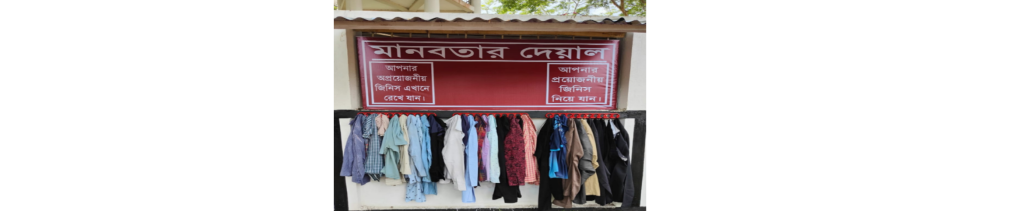 মানবতার দেয়াল
আপনার
অপ্রয়োজনীয়
জিনিস এখানে
রেখে যান।
আপনার
প্রয়োজনীয়
জিনিস
নিয়ে যান।